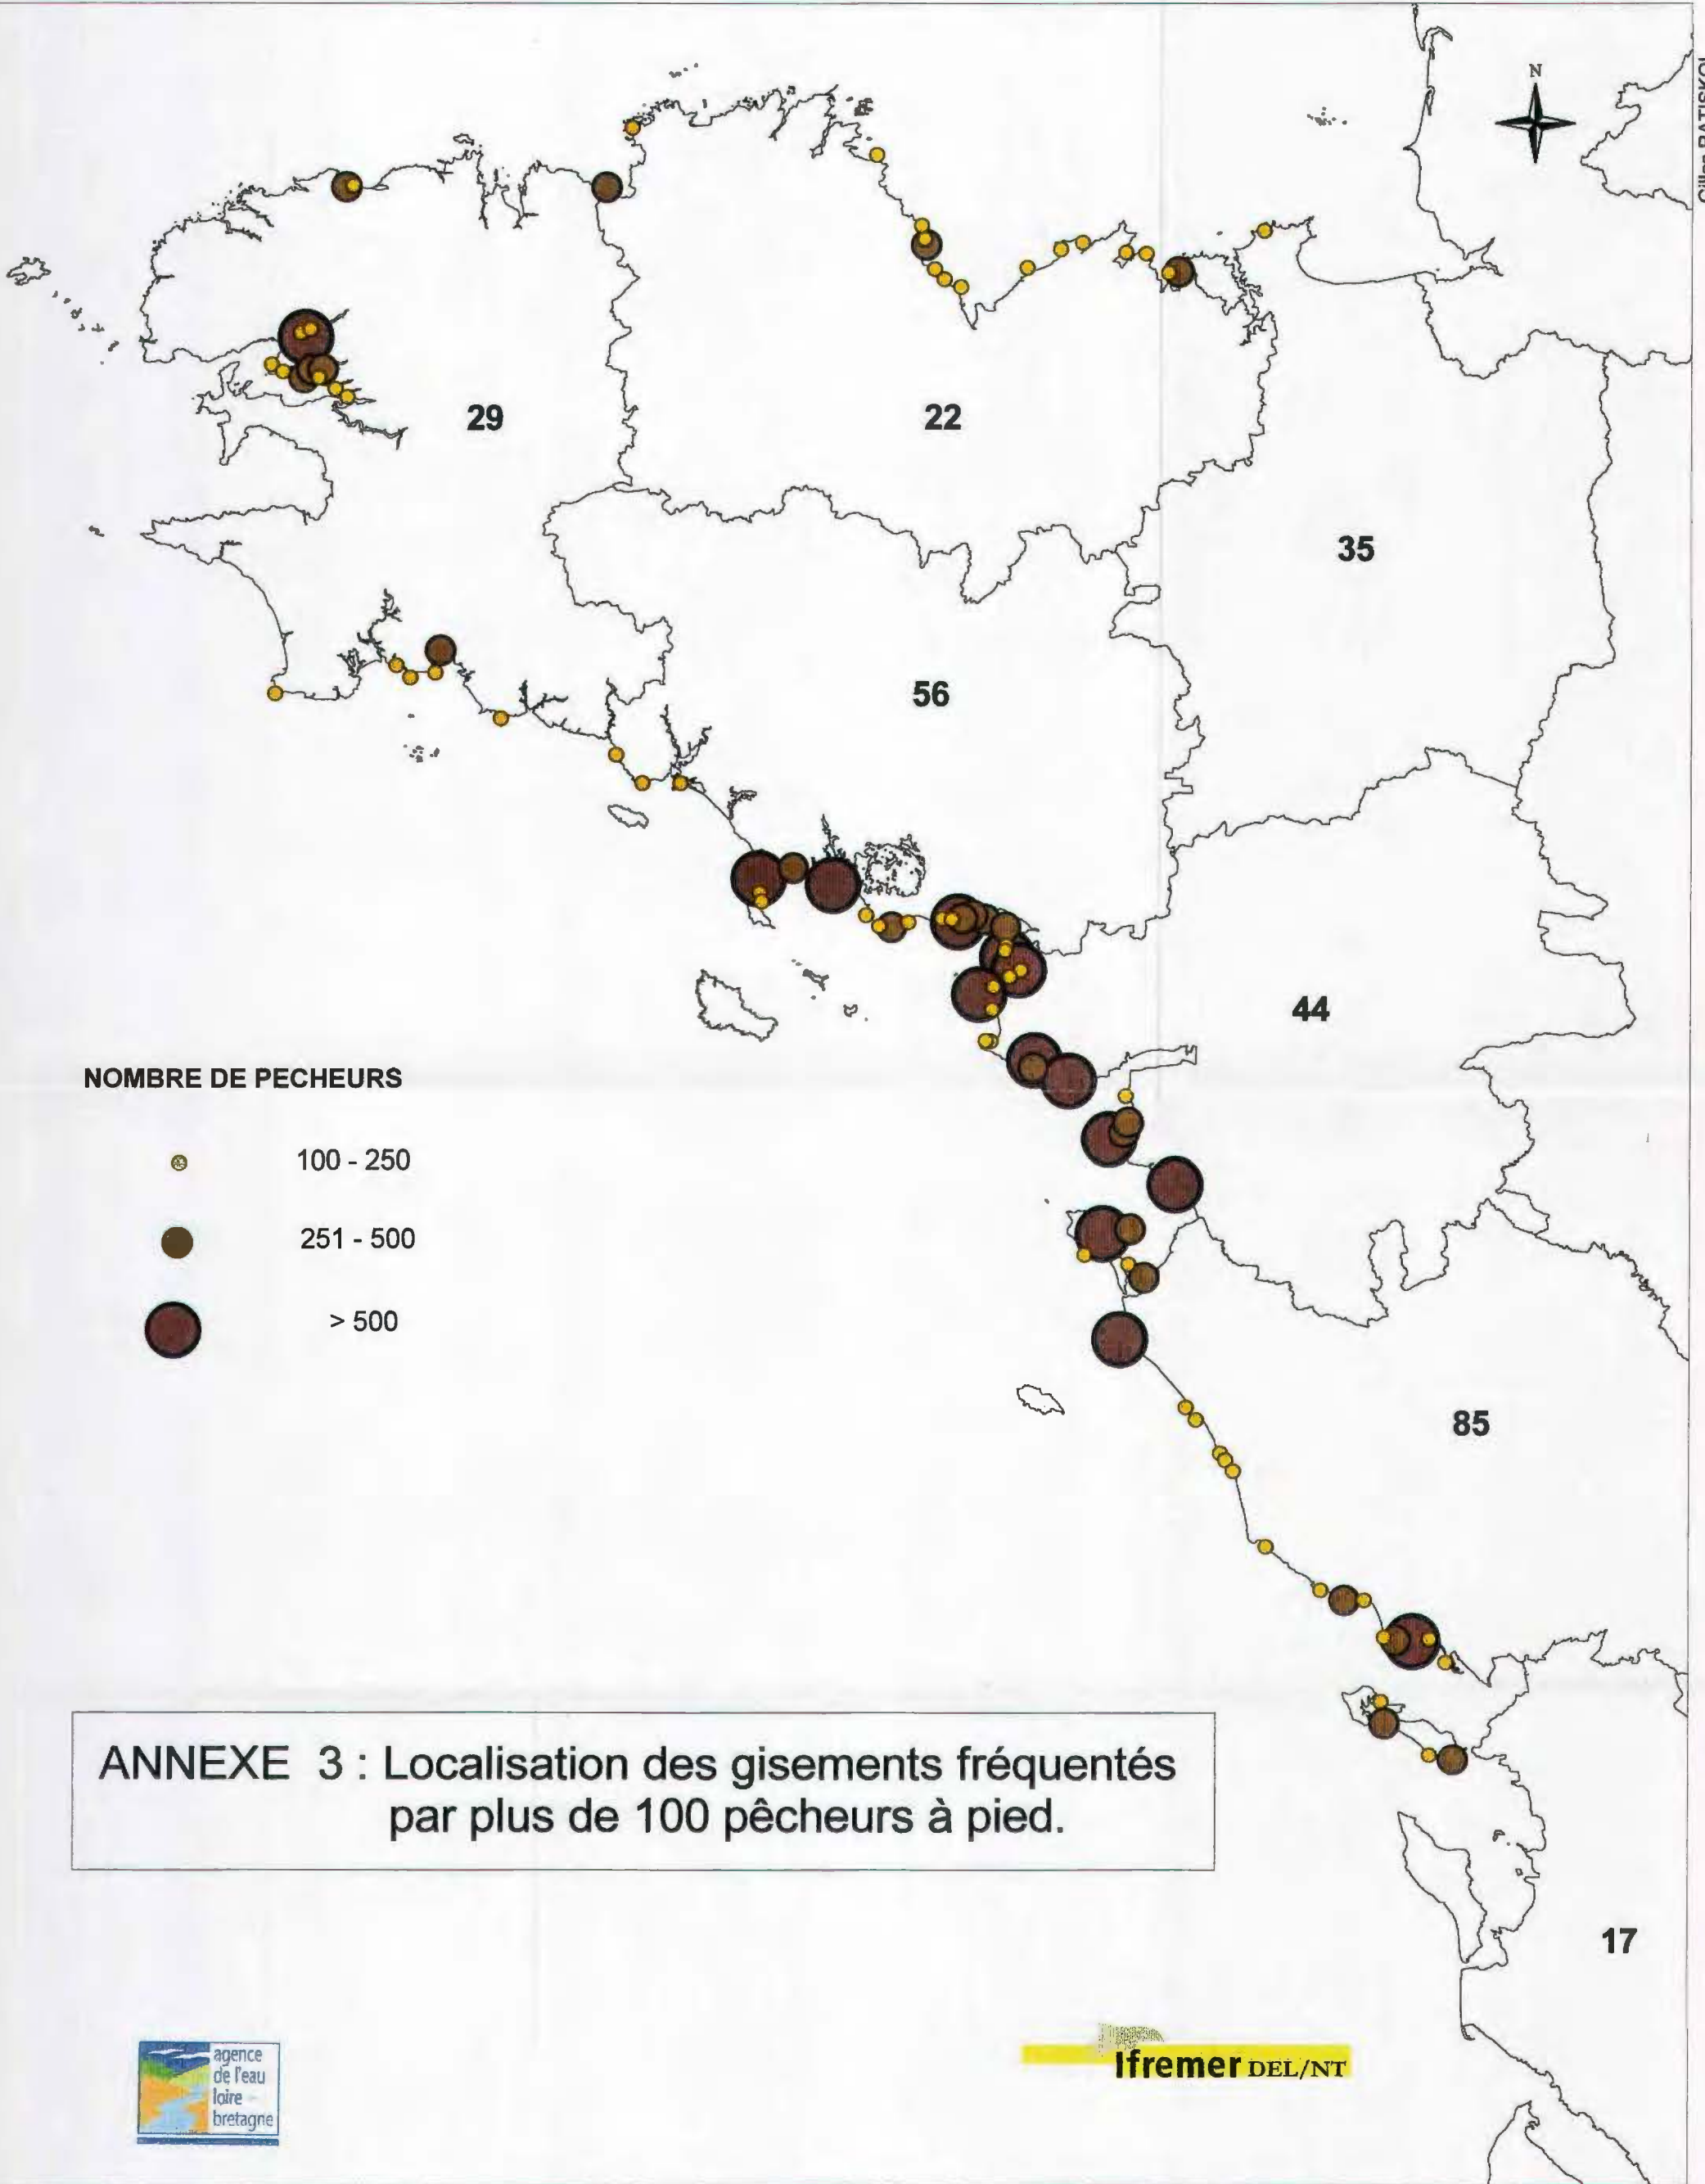 N
29
22
35
56
44
NOMBRE DE PECHEURS
100 - 250
251 - 500
> 500
85
ANNEXE 3 : Localisation des gisements fréquentés
par plus de 100 pêcheurs à pied.
17
agence
de l'eau
loire
bretagne
Ifremer DEL/NT